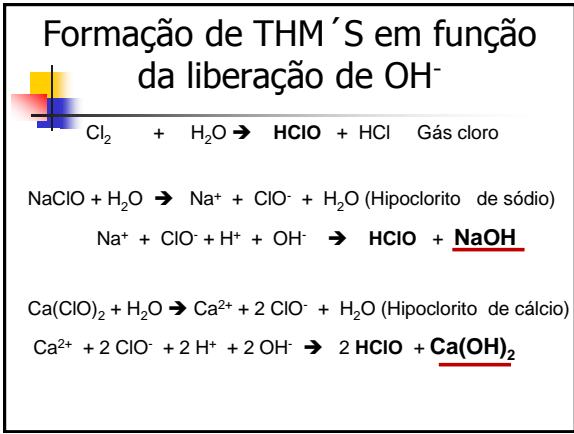 Formação de THM´S em função
da liberação de OH⁻
Cl₂ + H₂O ➔ HClO + HCl Gás cloro
NaClO + H₂O ➔ Na⁺ + ClO⁻ + H₂O (Hipoclorito de sódio)
Na⁺ + ClO⁻ + H⁺ + OH⁻ ➔ HClO + NaOH
Ca(ClO)₂ + H₂O ➔ Ca²⁺ + 2 ClO⁻ + H₂O (Hipoclorito de cálcio)
Ca²⁺ + 2 ClO⁻ + 2 H⁺ + 2 OH⁻ ➔ 2 HClO + Ca(OH)₂